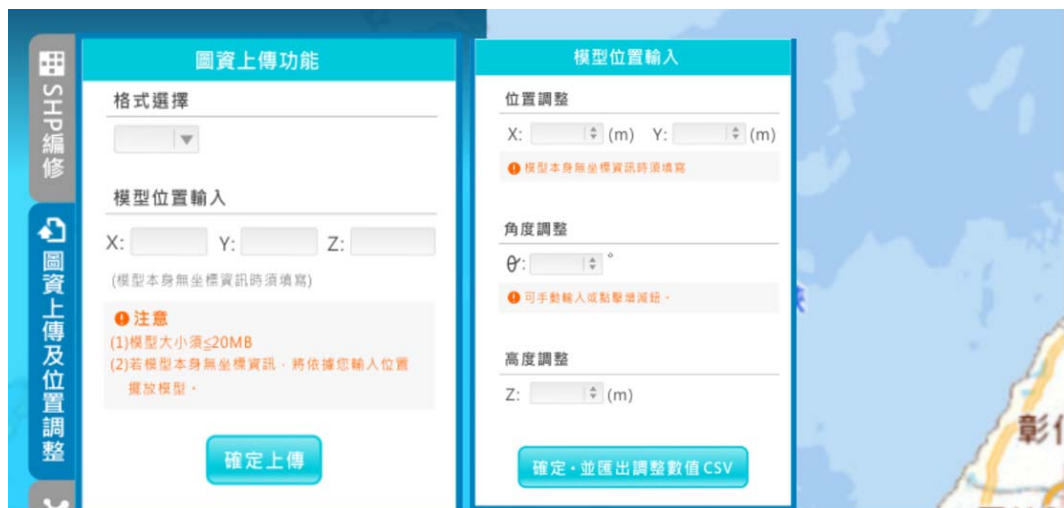 SHP編修
圖資上傳及位置調整
圖資上傳功能
格式選擇
模型位置輸入
X:
Y:
Z:
(模型本身無坐標資訊時須填寫)
注意
(1)模型大小須≦20MB
(2)若模型本身無坐標資訊，將依據您輸入位置
擺放模型。
確定上傳
模型位置輸入
位置調整
X: (m) Y: (m)
模型本身無坐標資訊時須填寫
角度調整
θ: °
可手動輸入或點擊增減鈕。
高度調整
Z: (m)
確定，並匯出調整數值CSV
彰